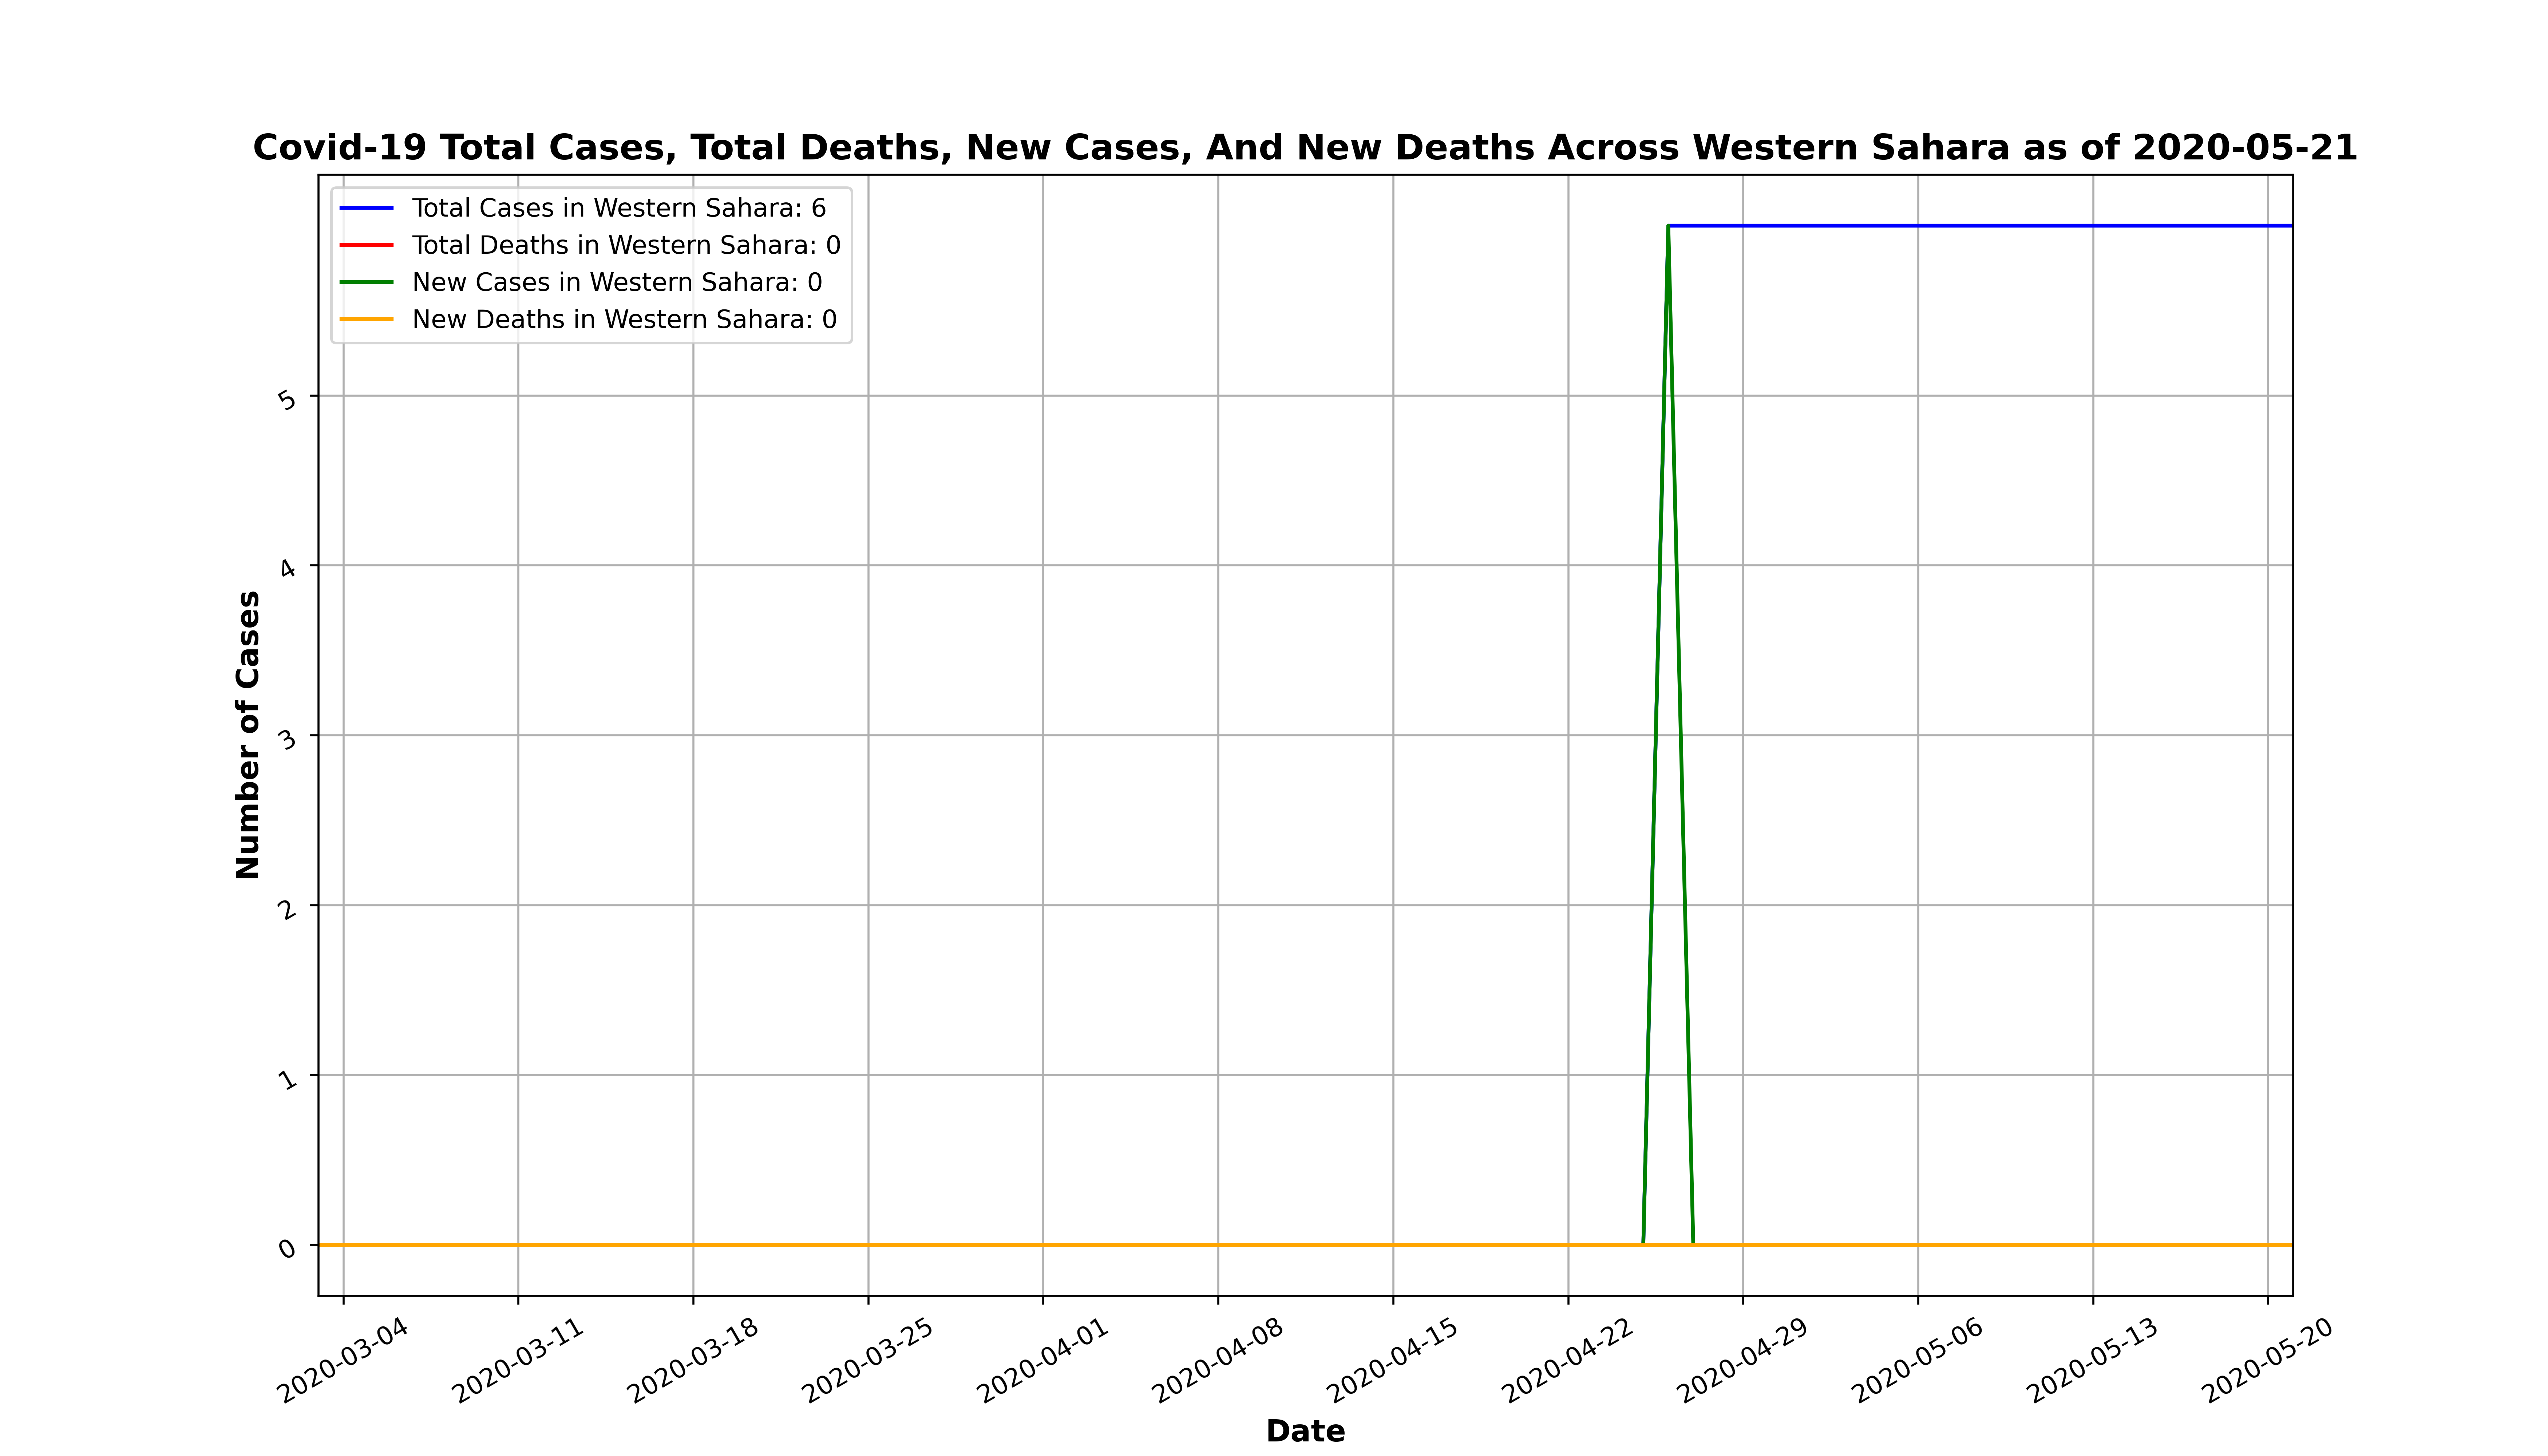 Covid-19 Total Cases, Total Deaths, New Cases, And New Deaths Across Western Sahara as of 2020-05-21
Total Cases in Western Sahara: 6
Total Deaths in Western Sahara: 0
New Cases in Western Sahara: 0
New Deaths in Western Sahara: 0
Number of Cases
5
4
3
2
1
0
2020-03-04
2020-03-11
2020-03-18
2020-03-25
2020-04-01
2020-04-08
2020-04-15
2020-04-22
2020-04-29
2020-05-06
2020-05-13
2020-05-20
Date